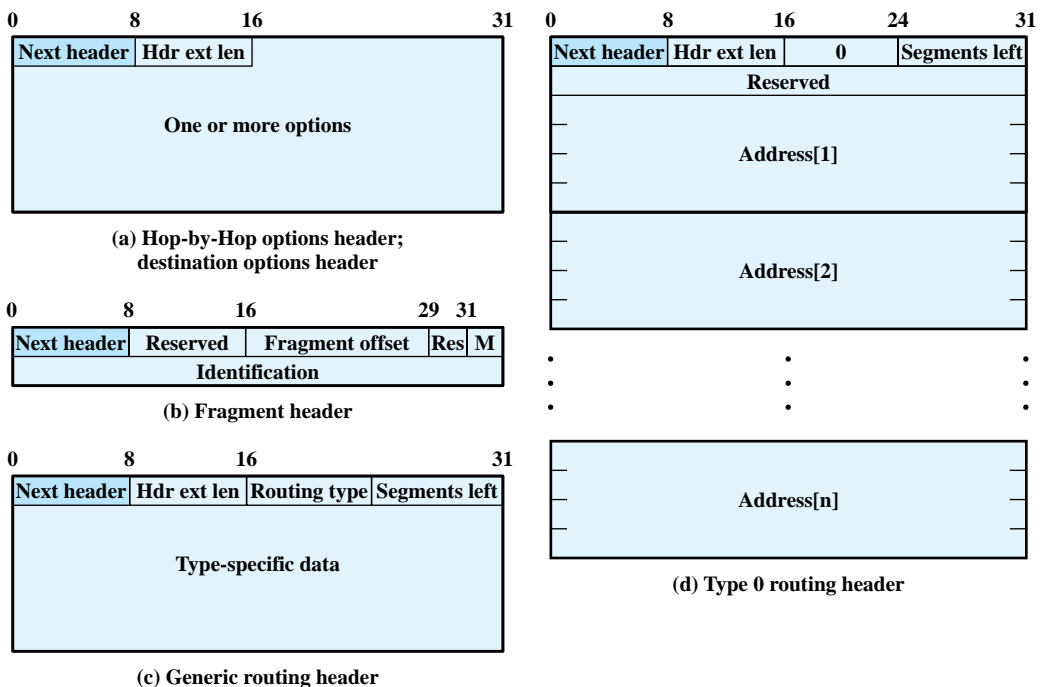 0 8 16 31
Next header Hdr ext len
One or more options
(a) Hop-by-Hop options header;
destination options header
0 8 16 29 31
Next header Reserved Fragment offset Res M
Identification
(b) Fragment header
0 8 16 31
Next header Hdr ext len Routing type Segments left
Type-specific data
(c) Generic routing header
0 8 16 24 31
Next header Hdr ext len 0 Segments left
Reserved
Address[1]
Address[2]
Address[n]
(d) Type 0 routing header